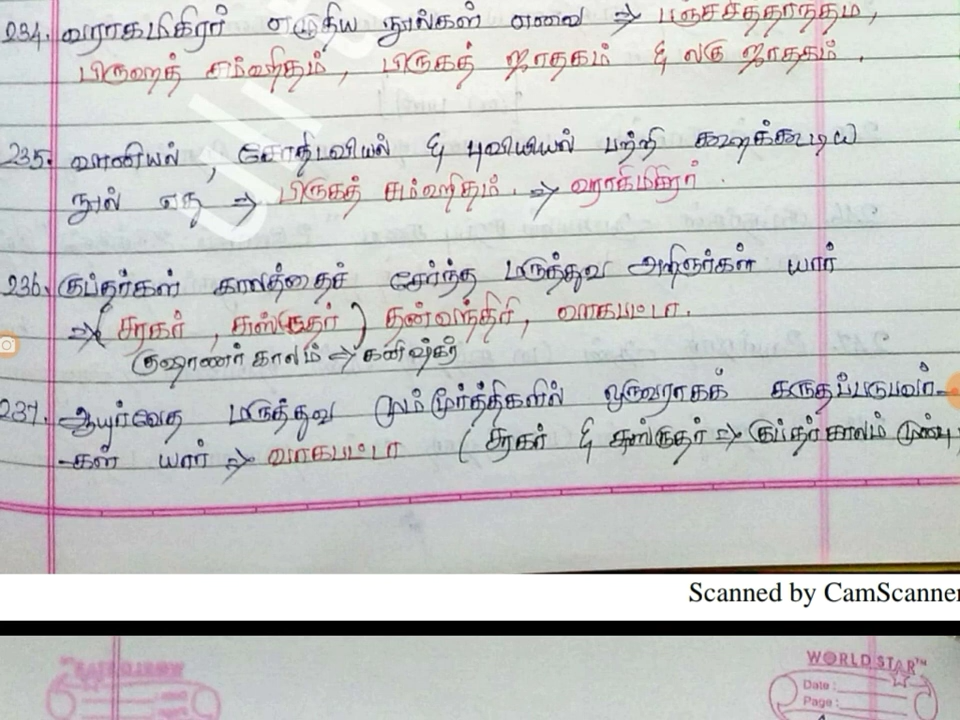 234. வராகமிகிரர் எழுதிய நூல்கள் எவை ⇒ பஞ்சசித்தாந்தம்,
பிருஹத் சம்ஹிதம், பிருகத் ஜாதகம் & லகு ஜாதகம்.
235. வானியல், சோதிடவியல் & புவியியல் பற்றி கூறக்கூடிய
நூல் எது ⇒ பிருகத் சம்ஹிதம். ⇒ வராகமிகிரர்.
236. குப்தர்கள் காலத்தைச் சேர்ந்த மருத்துவ அறிஞர்கள் யார்
⇒ (சரகர், சுஸ்ருதர்) தன்வந்திரி, வாகபட்டா.
குஷாணர் காலம் ⇒ கனிஷ்கர்
237. ஆயுர்வேத மருத்துவ மும்மூர்த்திகளில் ஒருவராகக் கருதப்படுபவர்-
-கள் யார் ⇒ வாகபட்டா (சரகர் & சுஸ்ருதர் ⇒ குப்தர் காலம் முன்பு
Scanned by CamScanner
WORLD STAR™
Date :
Page :